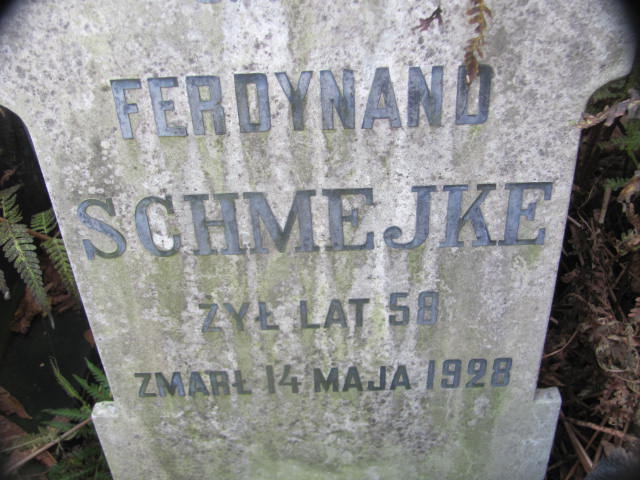 FERDYNAND
SCHMEJKE
ŻYŁ LAT 58
ZMARŁ 14 MAJA 1928